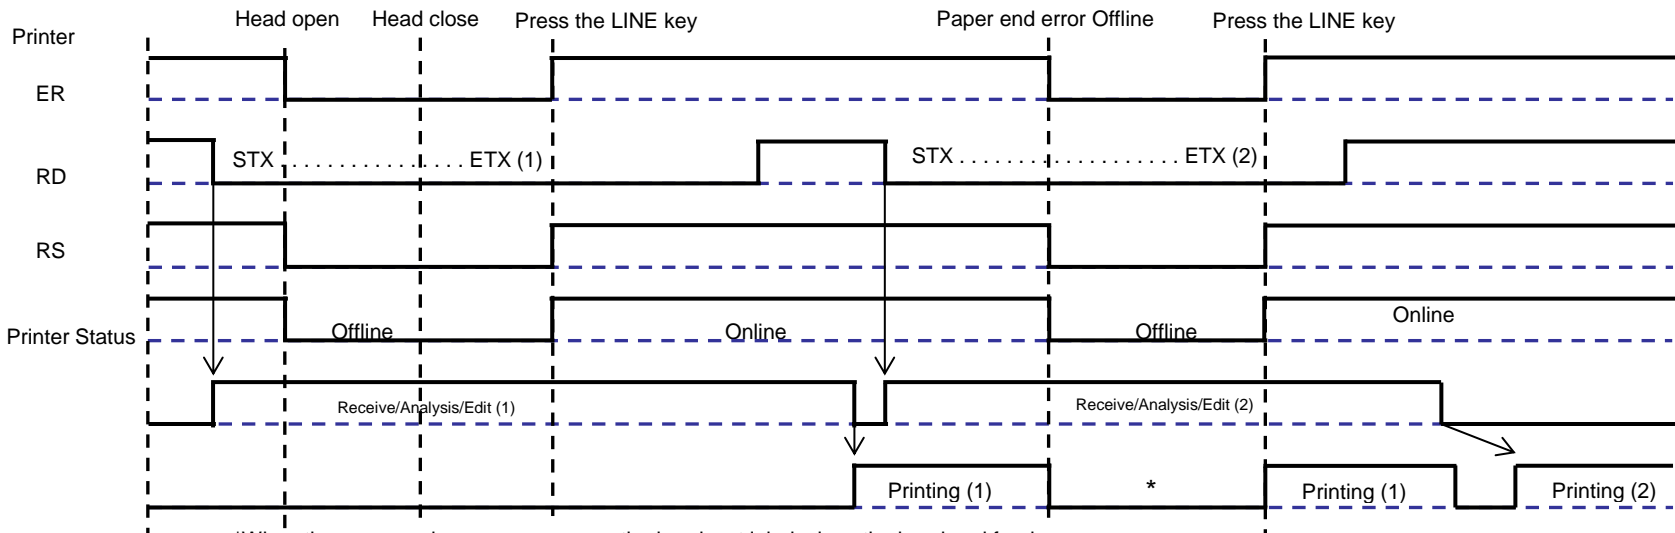 Head open Head close Press the LINE key Paper end error Offline Press the LINE key
Printer
ER
STX . . . . . . . . . . . . . . . . ETX (1) STX . . . . . . . . . . . . . . . . . . . ETX (2)
RD
RS
Online
Printer Status Offline Online Offline
Receive/Analysis/Edit (1) Receive/Analysis/Edit (2)
Printing (1) * Printing (1) Printing (2)